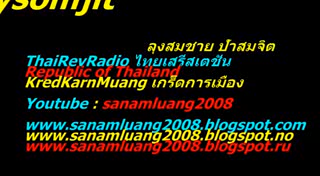 ysomjit
ลุงสมชาย ป้าสมจิต
ThaiRevRadio ไทยเสรีสเตชั่น
Republic of Thailand
KredKarnMuang เกร็ดการเมือง
Youtube : sanamluang2008
www.sanamluang2008.blogspot.com
www.sanamluang2008.blogspot.no
www.sanamluang2008.blogspot.ru